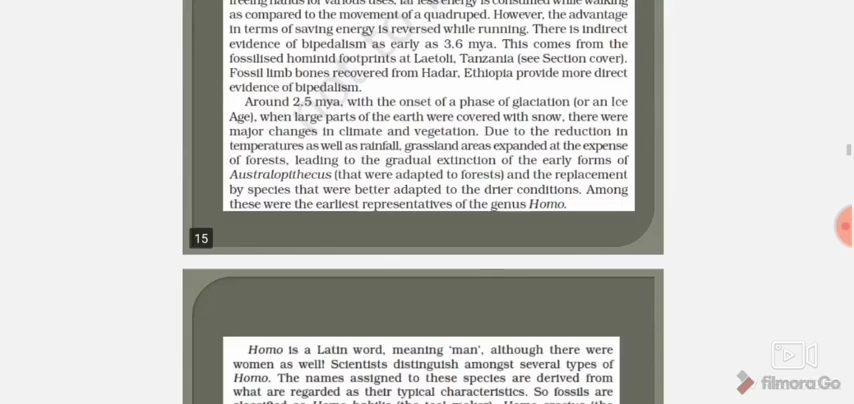 freeing hands for various uses, far less energy is consumed while walking
as compared to the movement of a quadruped. However, the advantage
in terms of saving energy is reversed while running. There is indirect
evidence of bipedalism as early as 3.6 mya. This comes from the
fossilised hominid footprints at Laetoli, Tanzania (see Section cover).
Fossil limb bones recovered from Hadar, Ethiopia provide more direct
evidence of bipedalism.
Around 2.5 mya, with the onset of a phase of glaciation (or an Ice
Age), when large parts of the earth were covered with snow, there were
major changes in climate and vegetation. Due to the reduction in
temperatures as well as rainfall, grassland areas expanded at the expense
of forests, leading to the gradual extinction of the early forms of
Australopithecus (that were adapted to forests) and the replacement
by species that were better adapted to the drier conditions. Among
these were the earliest representatives of the genus Homo.
15
Homo is a Latin word, meaning ‘man’, although there were
women as well! Scientists distinguish amongst several types of
Homo. The names assigned to these species are derived from
what are regarded as their typical characteristics. So fossils are
classified as Homo habilis (the tool maker), Homo erectus (the
filmora Go